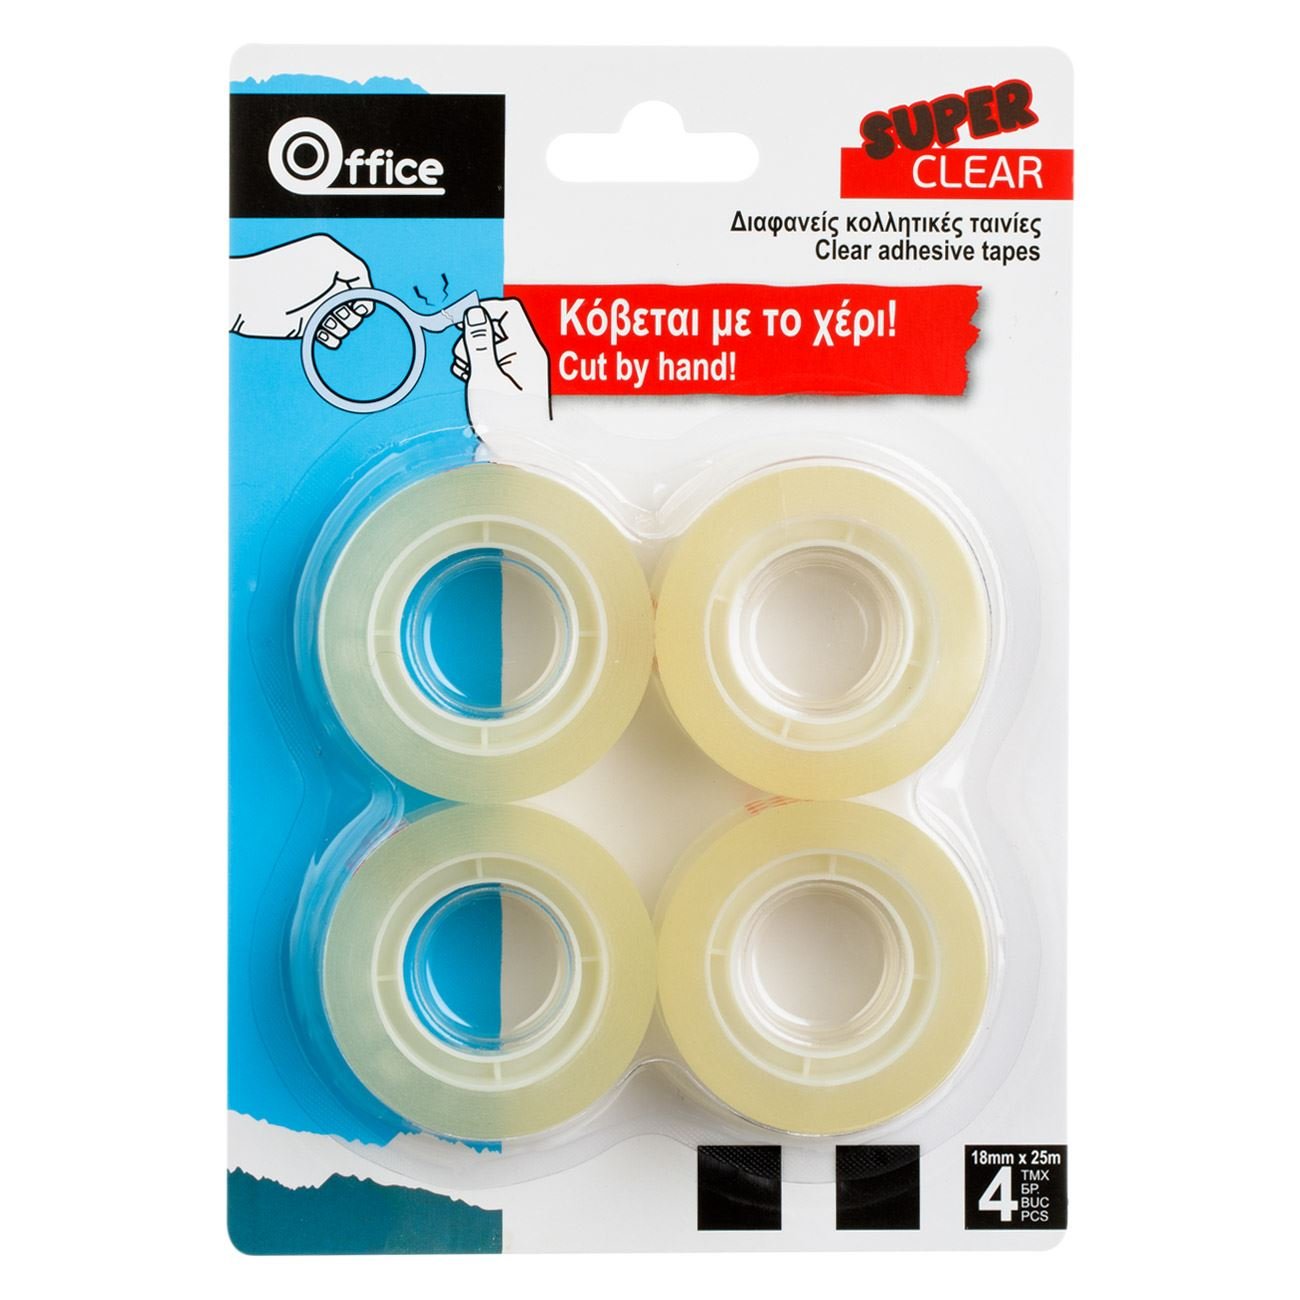 Office
SUPER
CLEAR
Διαφανείς κολλητικές ταινίες
Clear adhesive tapes
Κόβεται με το χέρι!
Cut by hand!
18mm x 25m
4 ΤΜΧ
БР.
BUC
PCS